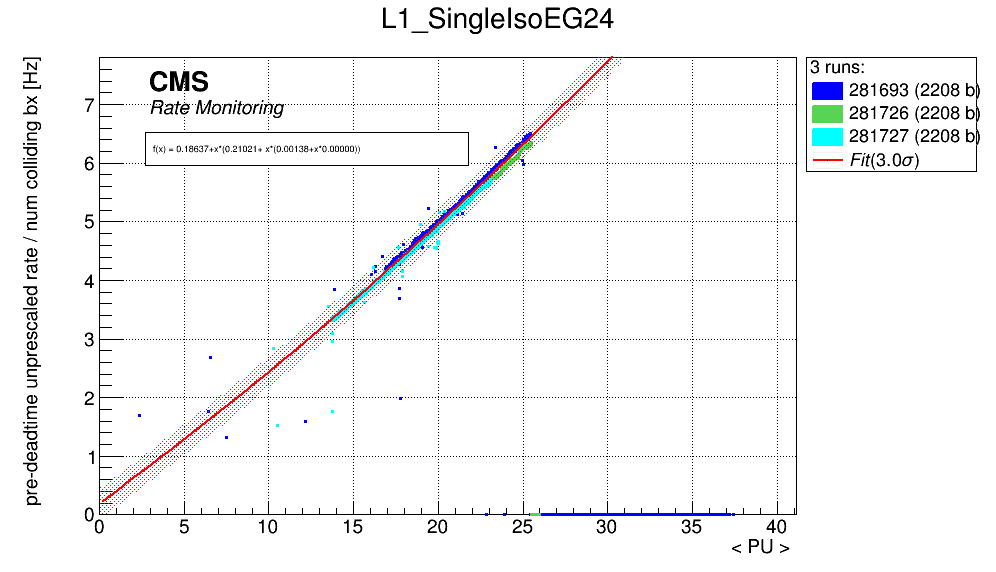 L1_SingleIsoEG24
pre-deadtime unprescaled rate / num colliding bx [Hz]
CMS
Rate Monitoring
f(x) = 0.18637+x*(0.21021+ x*(0.00138+x*0.00000))
7
6
5
4
3
2
1
0
0 5 10 15 20 25 30 35 40
< PU >
3 runs:
281693 (2208 b)
281726 (2208 b)
281727 (2208 b)
Fit(3.0σ)